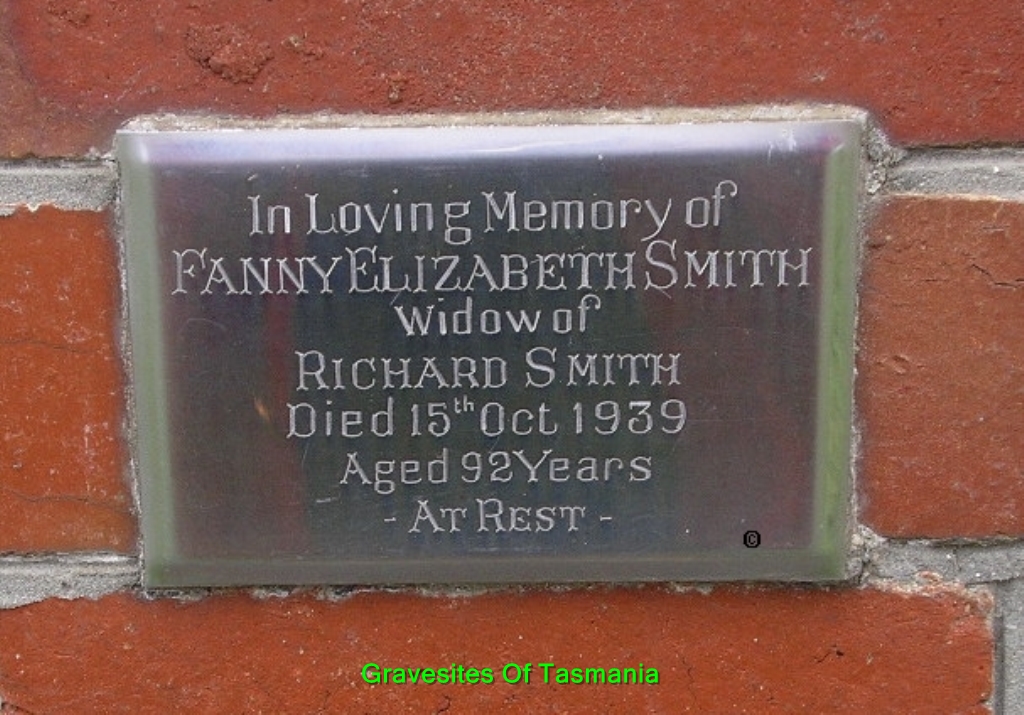 In Loving Memory of
FANNY ELIZABETH SMITH
Widow of
RICHARD SMITH
Died 15th Oct 1939
Aged 92 Years
- AT REST -
©
Gravesites Of Tasmania